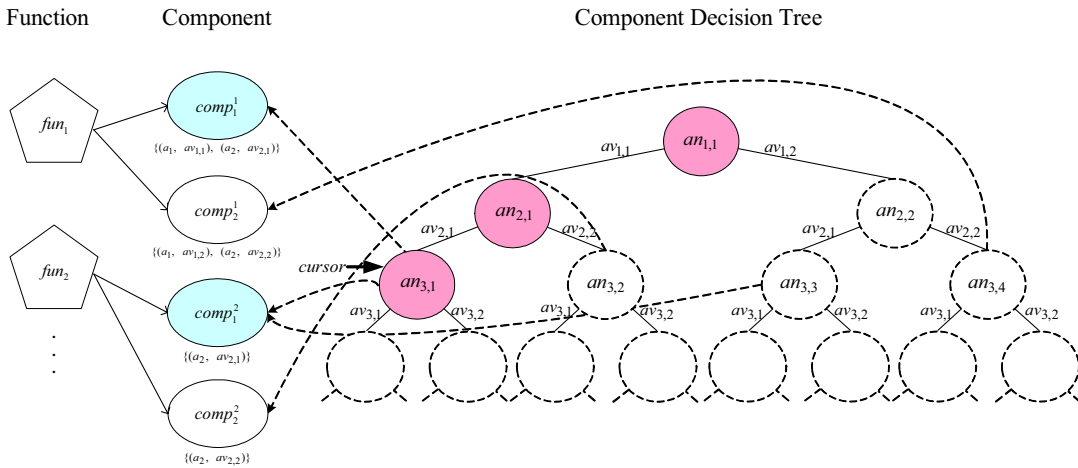 Function Component Component Decision Tree
fun₁
comp₁¹
{(a₁, av₁,₁), (a₂, av₂,₁)}
comp₂¹
{(a₁, av₁,₂), (a₂, av₂,₂)}
fun₂
comp₁²
{(a₂, av₂,₁)}
comp₂²
{(a₂, av₂,₂)}
an₁,₁
av₁,₁ av₁,₂
an₂,₁ an₂,₂
av₂,₁ av₂,₂ av₂,₁ av₂,₂
cursor
an₃,₁ an₃,₂ an₃,₃ an₃,₄
av₃,₁ av₃,₂ av₃,₁ av₃,₂ av₃,₁ av₃,₂ av₃,₁ av₃,₂